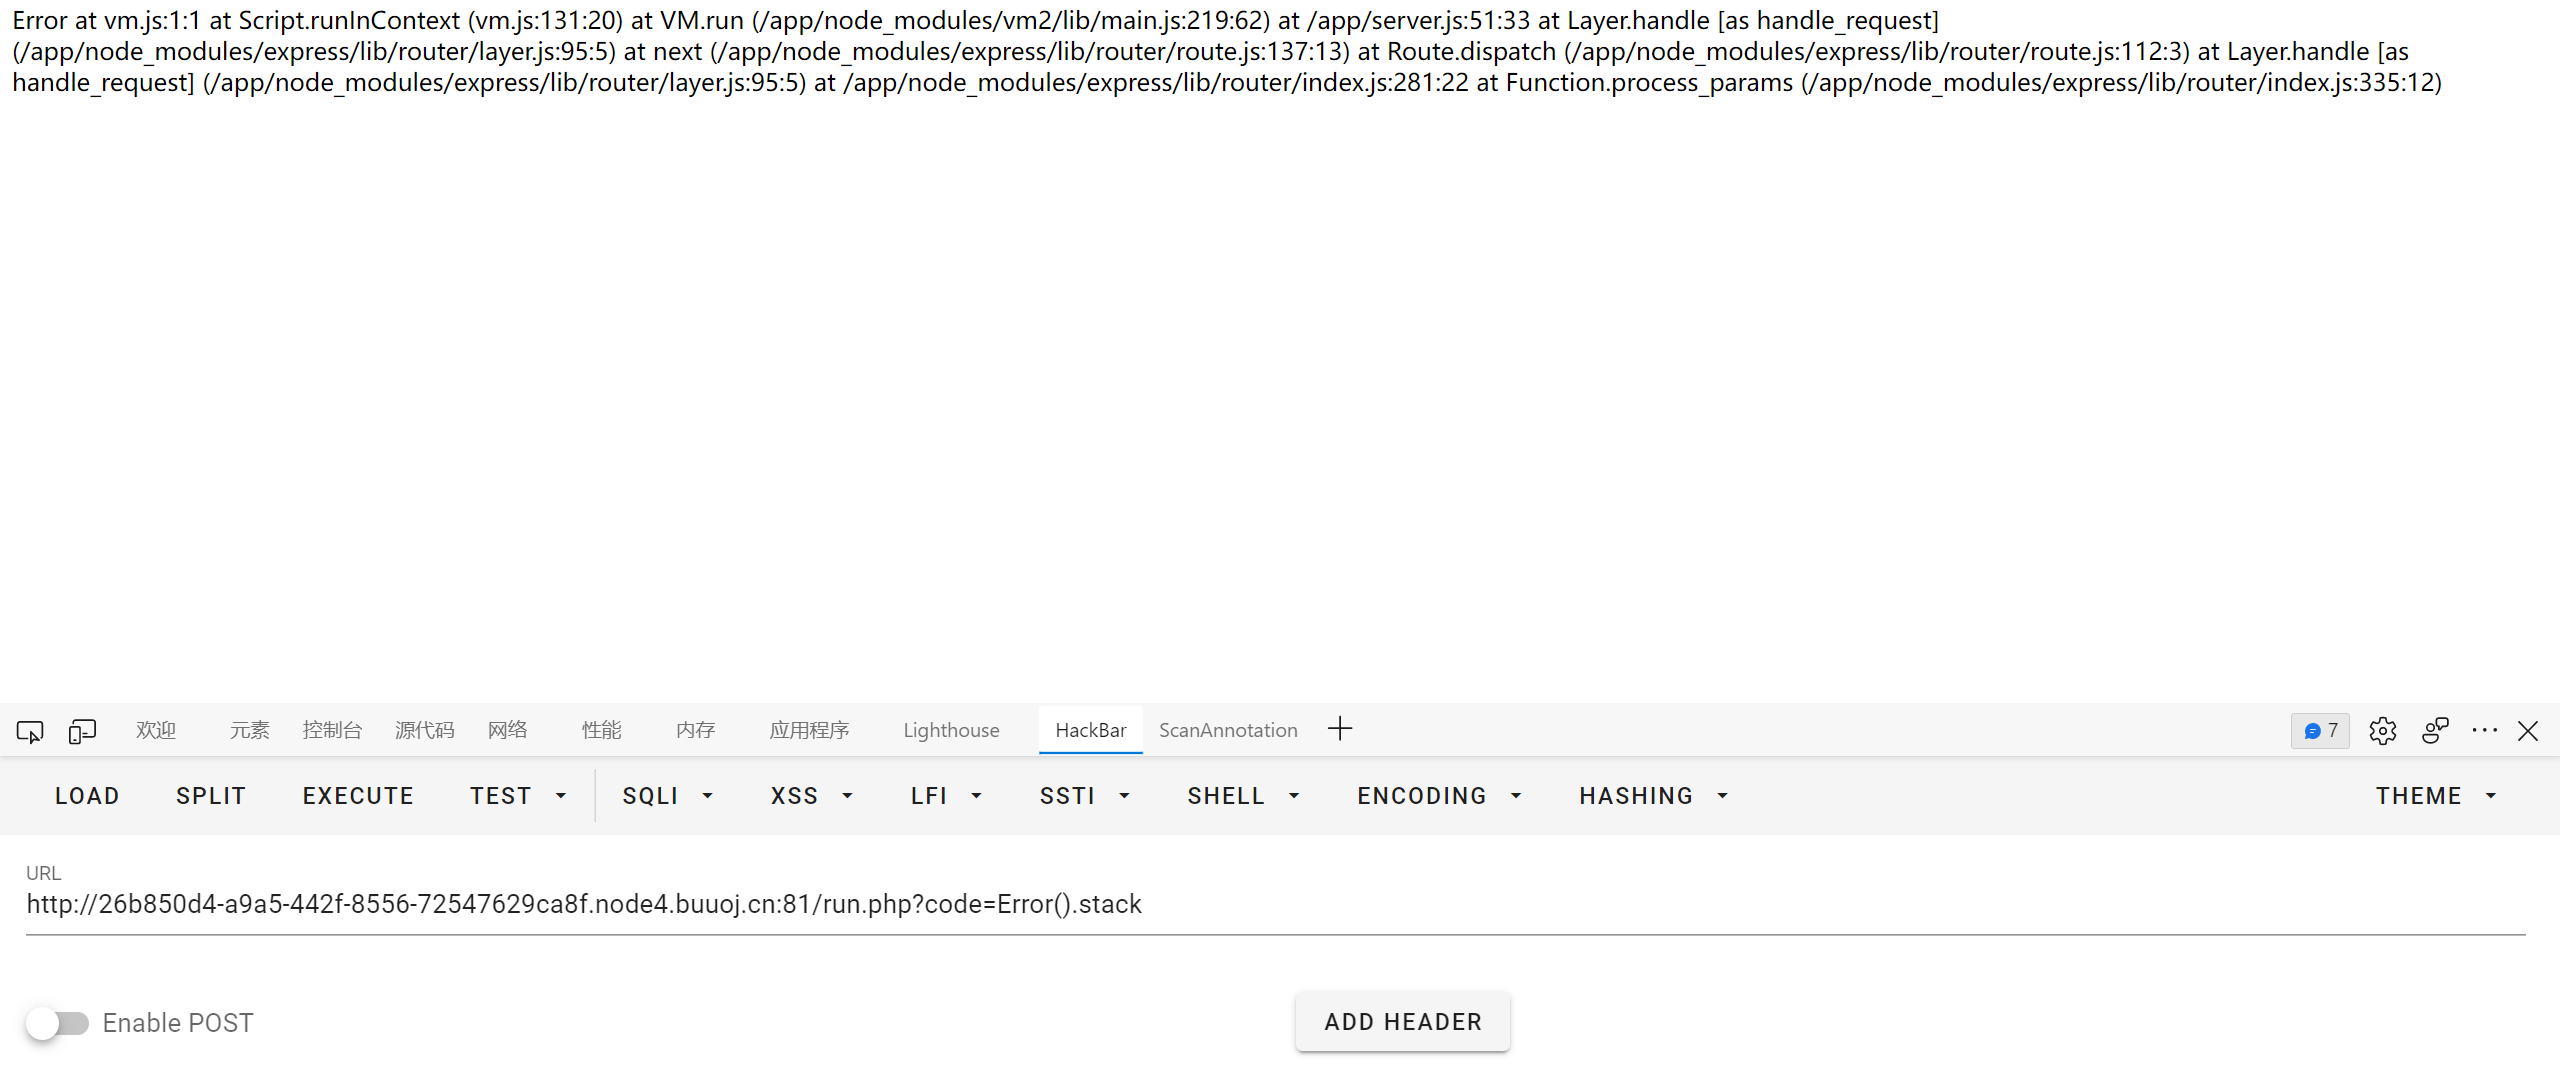 Error at vm.js:1:1 at Script.runInContext (vm.js:131:20) at VM.run (/app/node_modules/vm2/lib/main.js:219:62) at /app/server.js:51:33 at Layer.handle [as handle_request]
(/app/node_modules/express/lib/router/layer.js:95:5) at next (/app/node_modules/express/lib/router/route.js:137:13) at Route.dispatch (/app/node_modules/express/lib/router/route.js:112:3) at Layer.handle [as
handle_request] (/app/node_modules/express/lib/router/layer.js:95:5) at /app/node_modules/express/lib/router/index.js:281:22 at Function.process_params (/app/node_modules/express/lib/router/index.js:335:12)
欢迎 元素 控制台 源代码 网络 性能 内存 应用程序 Lighthouse HackBar ScanAnnotation 7
LOAD SPLIT EXECUTE TEST SQLI XSS LFI SSTI SHELL ENCODING HASHING THEME
URL
http://26b850d4-a9a5-442f-8556-72547629ca8f.node4.buuoj.cn:81/run.php?code=Error().stack
Enable POST ADD HEADER